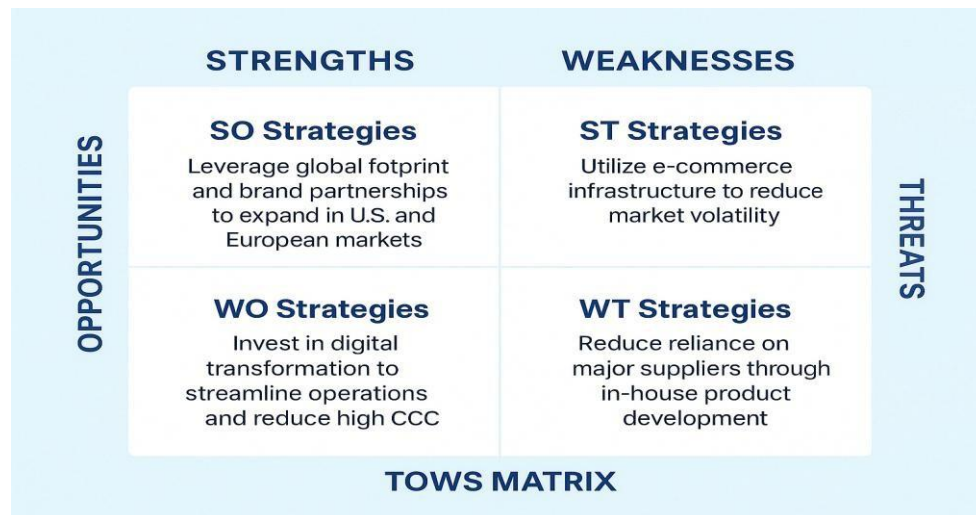 STRENGTHS
WEAKNESSES
OPPORTUNITIES
SO Strategies
Leverage global fotprint
and brand partnerships
to expand in U.S. and
European markets
ST Strategies
Utilize e-commerce
infrastructure to reduce
market volatility
THREATS
WO Strategies
Invest in digital
transformation to
streamline operations
and reduce high CCC
WT Strategies
Reduce reliance on
major suppliers through
in-house product
development
TOWS MATRIX